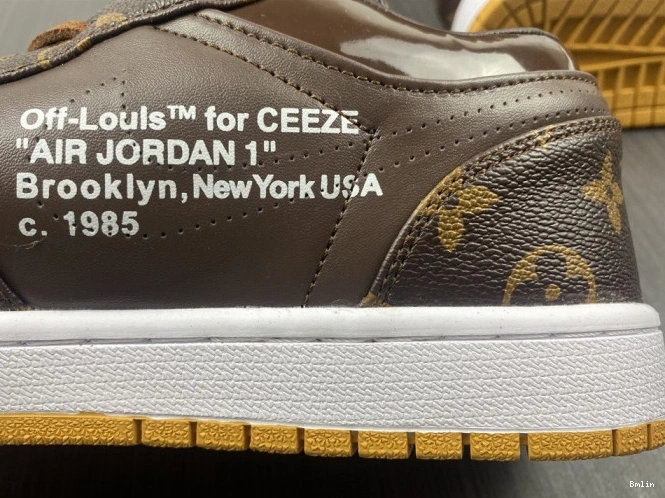 Off-Louis™ for CEEZE
"AIR JORDAN 1"
Brooklyn, New York USA
c. 1985
Bmlin